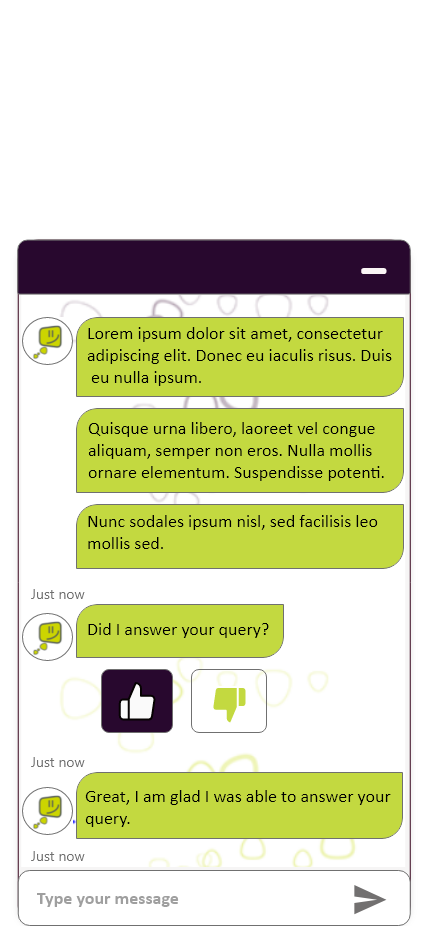 Lorem ipsum dolor sit amet, consectetur
adipiscing elit. Donec eu iaculis risus. Duis
eu nulla ipsum.
Quisque urna libero, laoreet vel congue
aliquam, semper non eros. Nulla mollis
ornare elementum. Suspendisse potenti.
Nunc sodales ipsum nisl, sed facilisis leo
mollis sed.
Just now
Did I answer your query?
Just now
Great, I am glad I was able to answer your
query.
Just now
Type your message